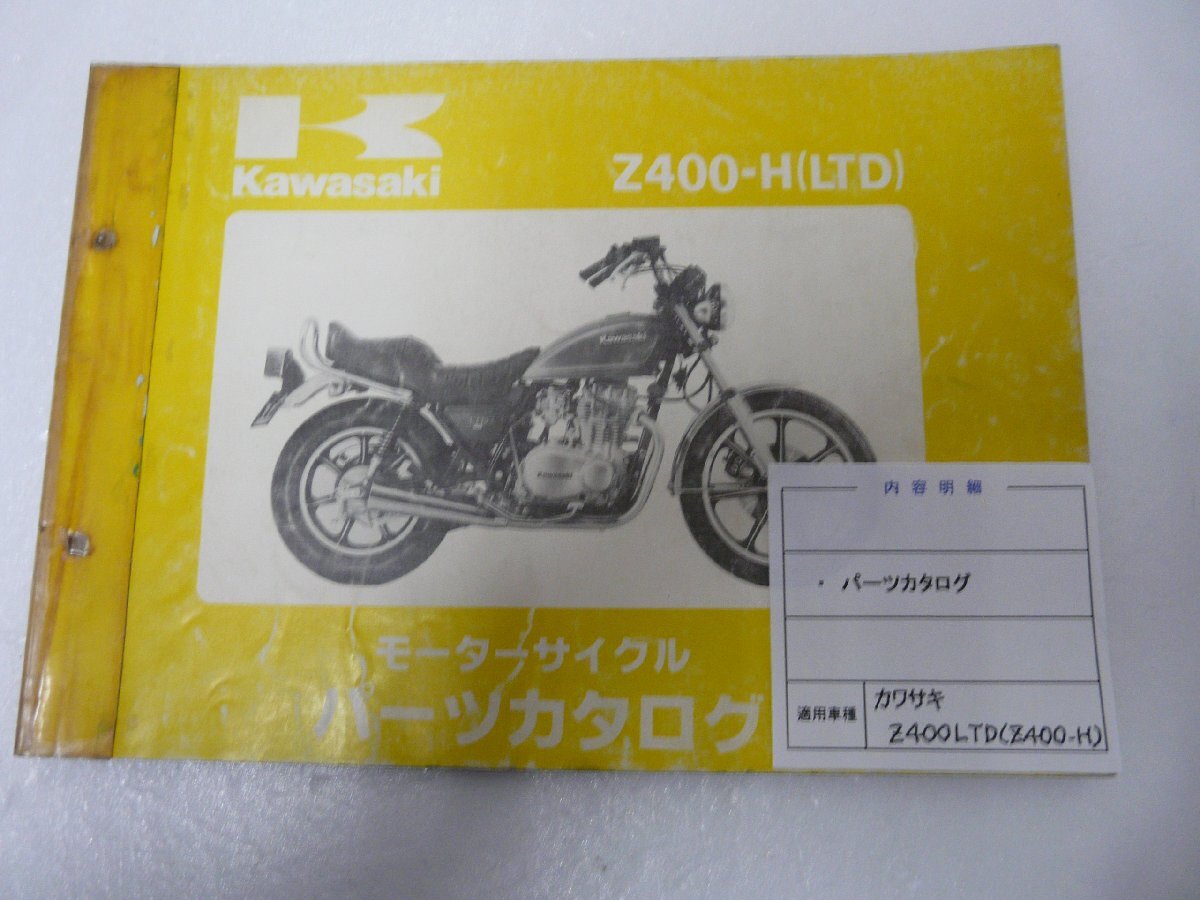 Kawasaki
Z400-H(LTD)
Kawasaki
KAWASAKI
モーターサイクル
パーツカタログ
内容明細
・パーツカタログ
適用車種
カワサキ
Z400LTD(Z400-H)